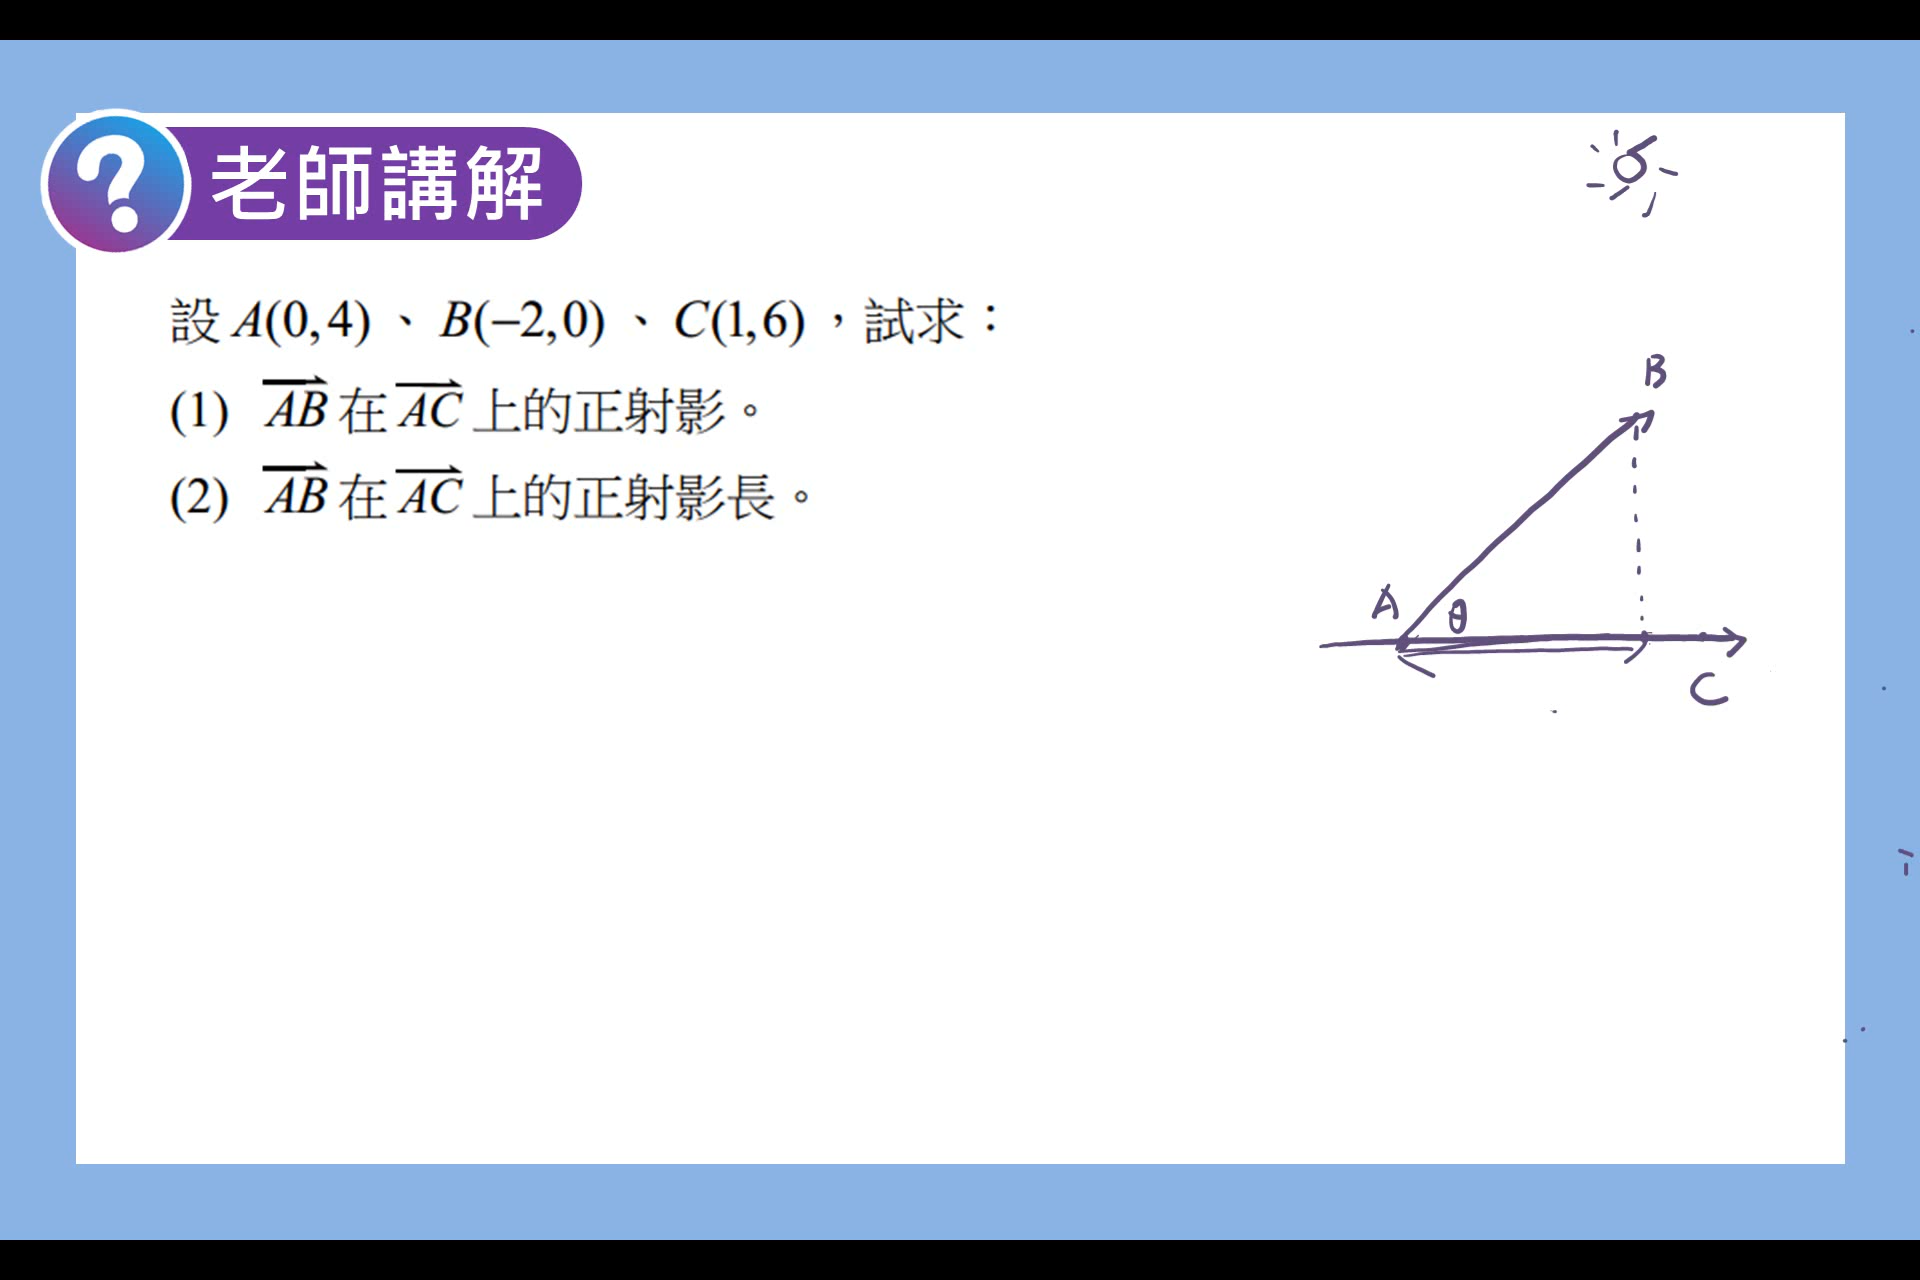 老師講解
設 A(0,4)、B(−2,0)、C(1,6),試求:
(1) AB 在 AC 上的正射影。
(2) AB 在 AC 上的正射影長。
B
A θ
C